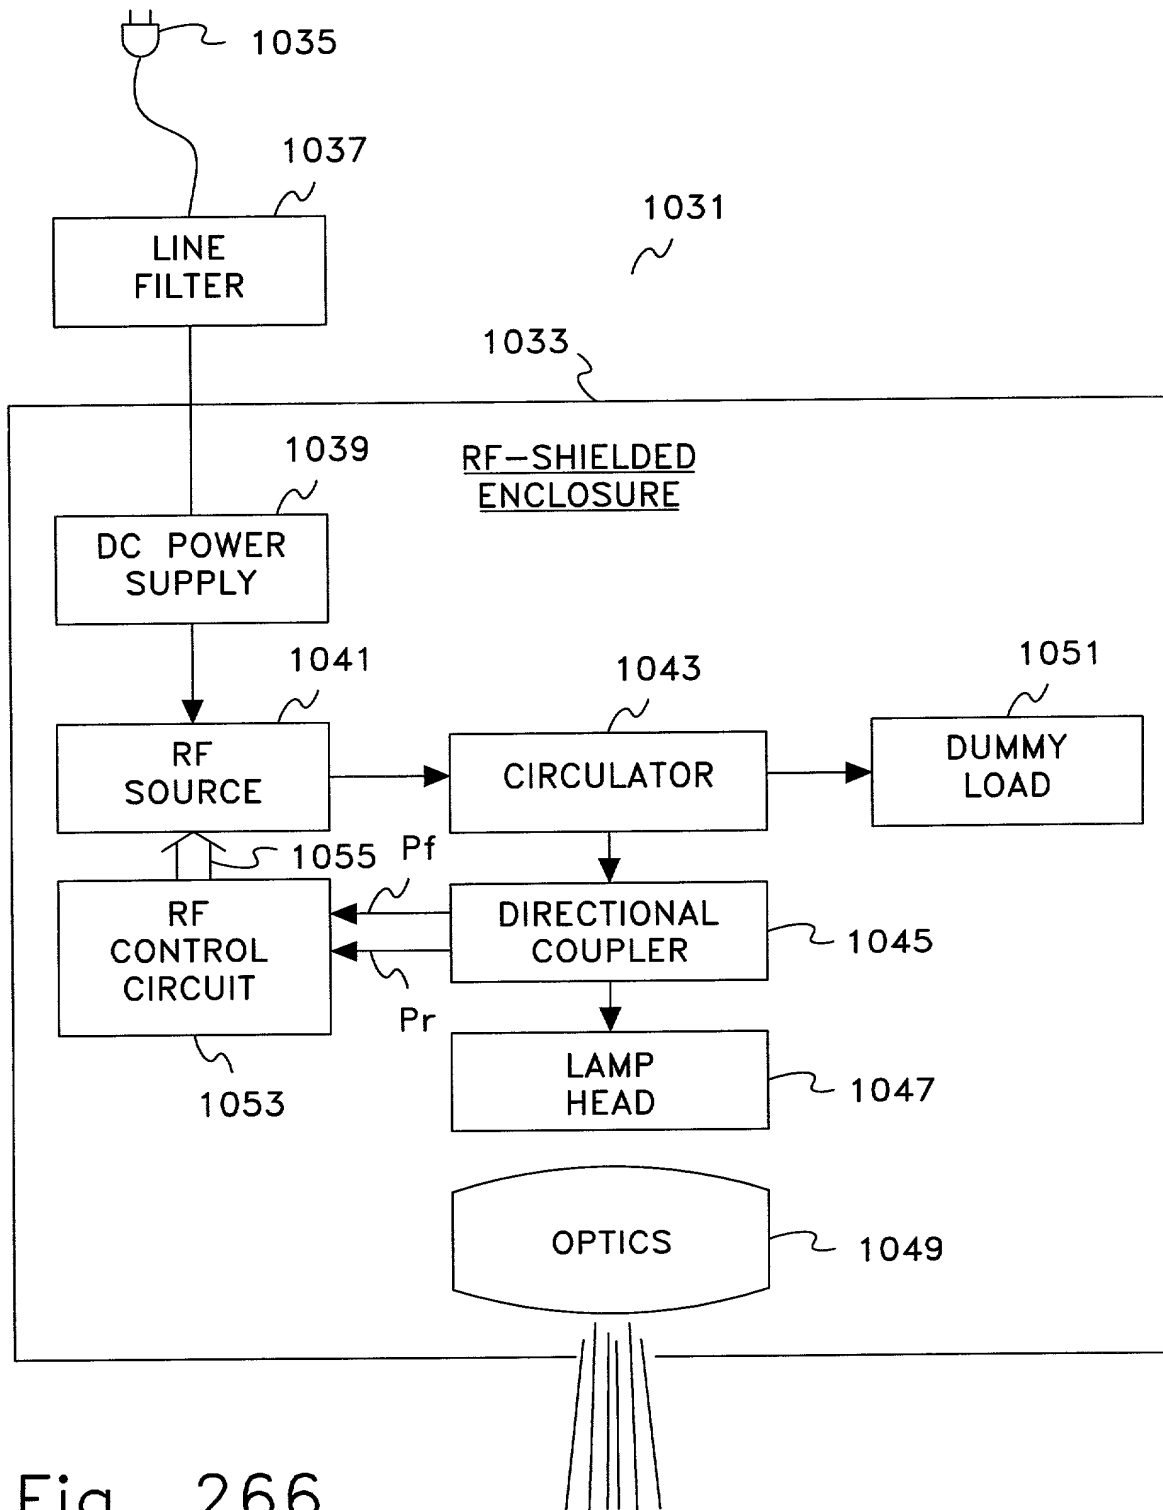 1035
1037
LINE
FILTER
1031
1033
1039
RF-SHIELDED
ENCLOSURE
DC POWER
SUPPLY
1041
1043
1051
RF
SOURCE
CIRCULATOR
DUMMY
LOAD
1055
Pf
RF
CONTROL
CIRCUIT
DIRECTIONAL
COUPLER
1045
Pr
1053
LAMP
HEAD
1047
OPTICS
1049
Fig. 266